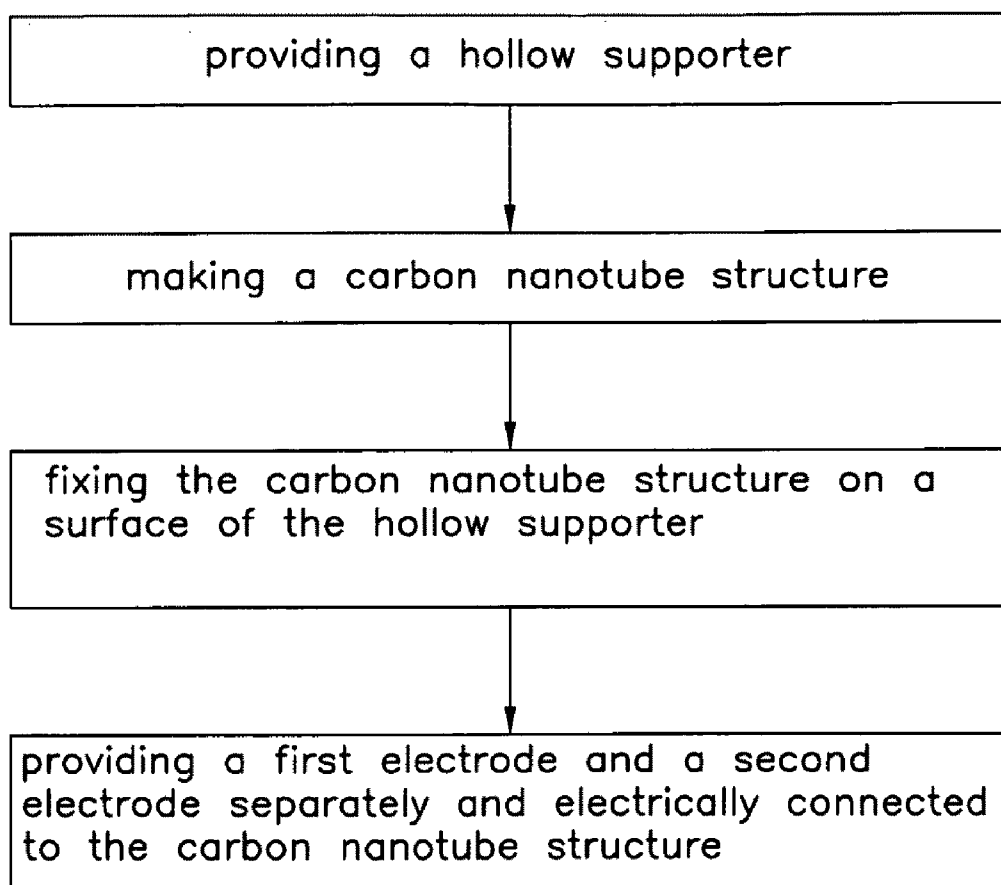 providing a hollow supporter
making a carbon nanotube structure
fixing the carbon nanotube structure on a
surface of the hollow supporter
providing a first electrode and a second
electrode separately and electrically connected
to the carbon nanotube structure